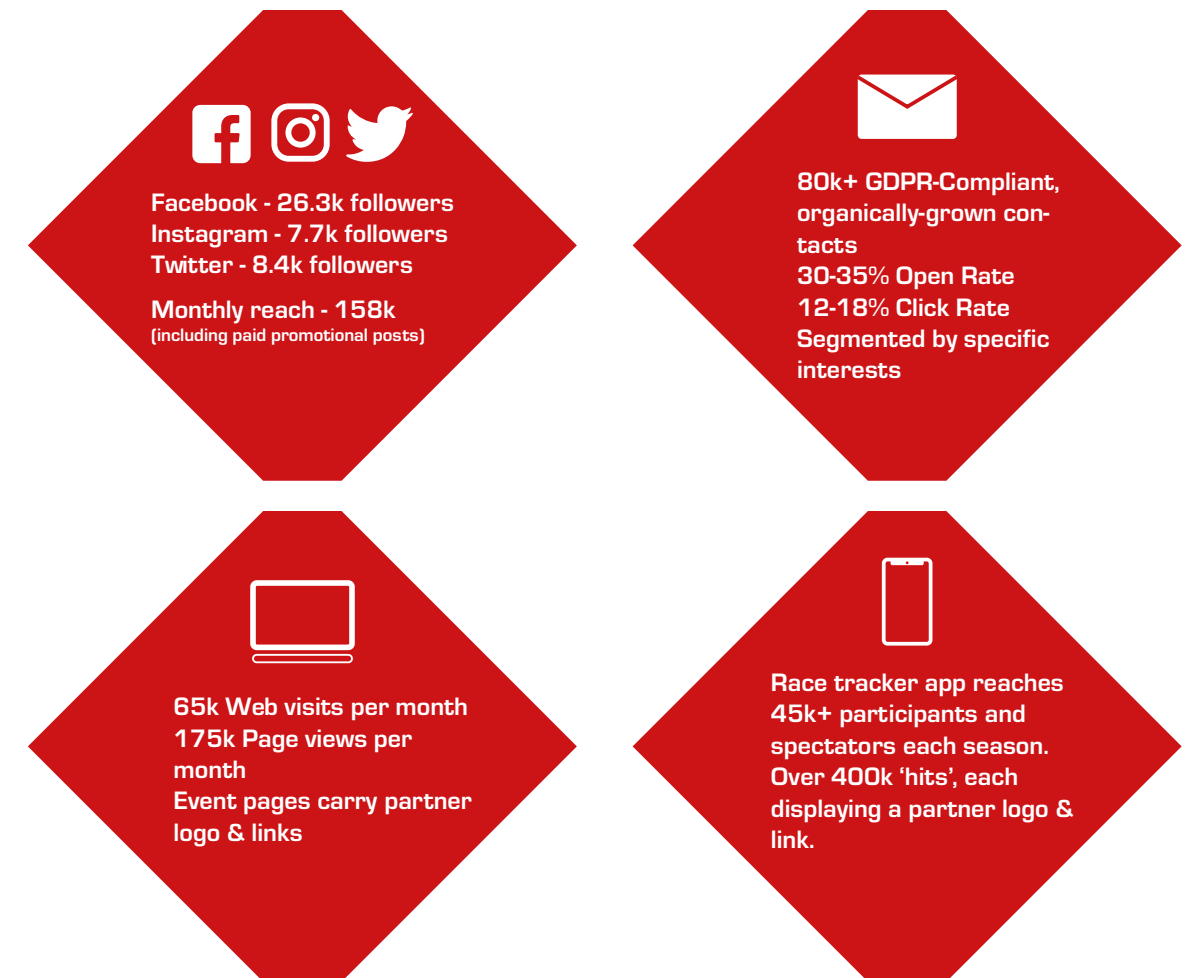 Facebook - 26.3k followers
Instagram - 7.7k followers
Twitter - 8.4k followers
Monthly reach - 158k
(including paid promotional posts)
80k+ GDPR-Compliant,
organically-grown con-
tacts
30-35% Open Rate
12-18% Click Rate
Segmented by specific
interests
65k Web visits per month
175k Page views per
month
Event pages carry partner
logo & links
Race tracker app reaches
45k+ participants and
spectators each season.
Over 400k ‘hits’, each
displaying a partner logo &
link.